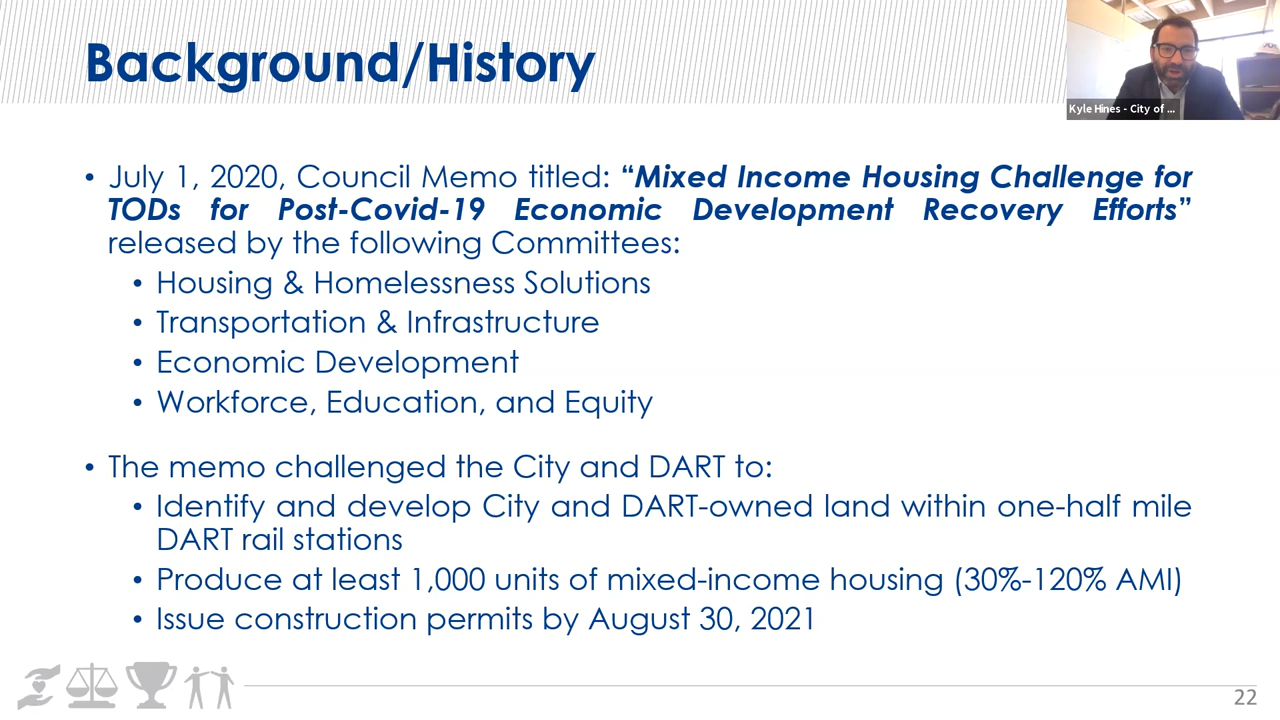 Background/History
Kyle Hines - City of ...
• July 1, 2020, Council Memo titled: “Mixed Income Housing Challenge for
TODs for Post-Covid-19 Economic Development Recovery Efforts”
released by the following Committees:
• Housing & Homelessness Solutions
• Transportation & Infrastructure
• Economic Development
• Workforce, Education, and Equity
• The memo challenged the City and DART to:
• Identify and develop City and DART-owned land within one-half mile
DART rail stations
• Produce at least 1,000 units of mixed-income housing (30%-120% AMI)
• Issue construction permits by August 30, 2021
22